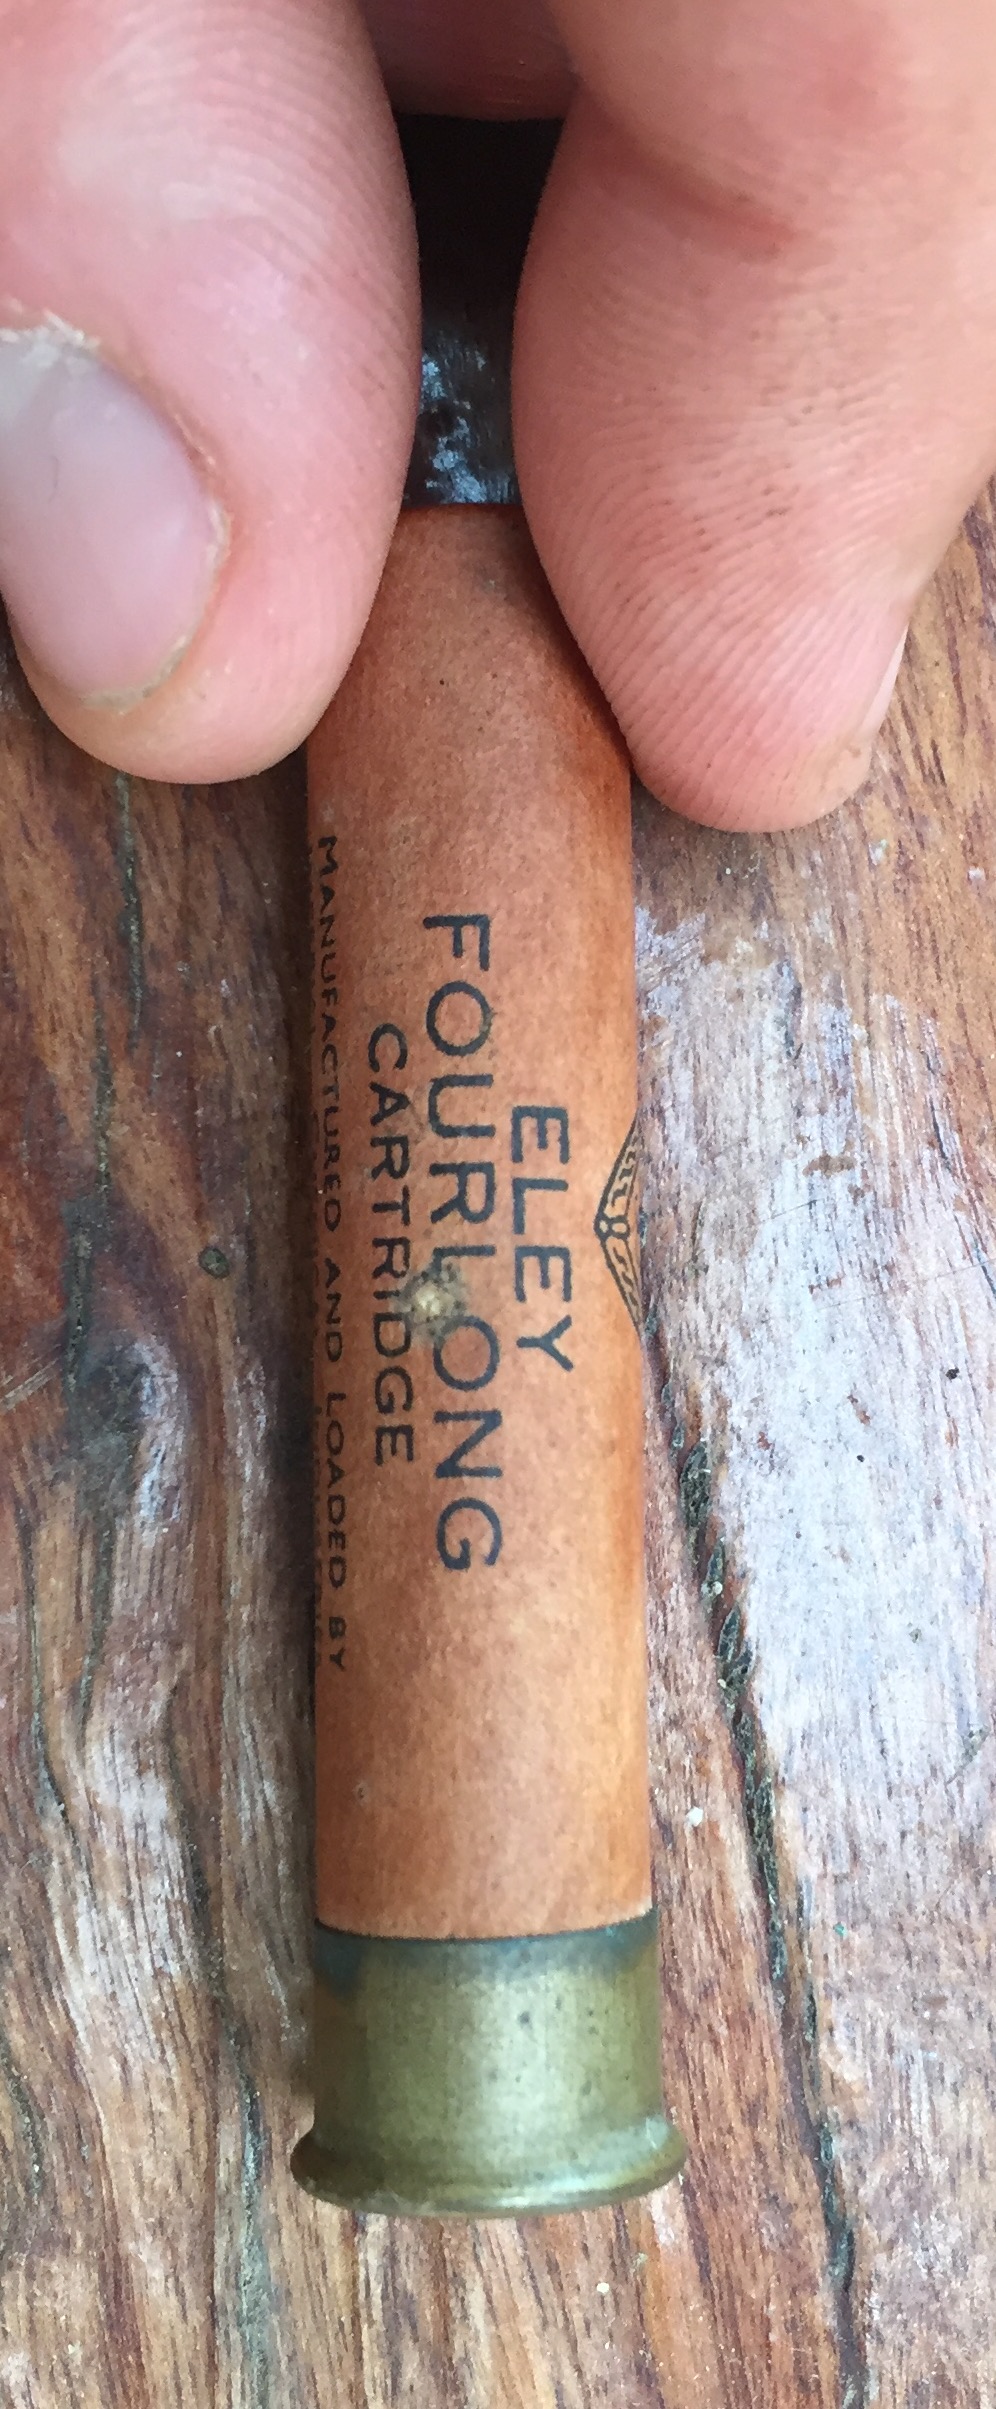 ELEY
FOURLONG
CARTRIDGE
MANUFACTURED AND LOADED BY